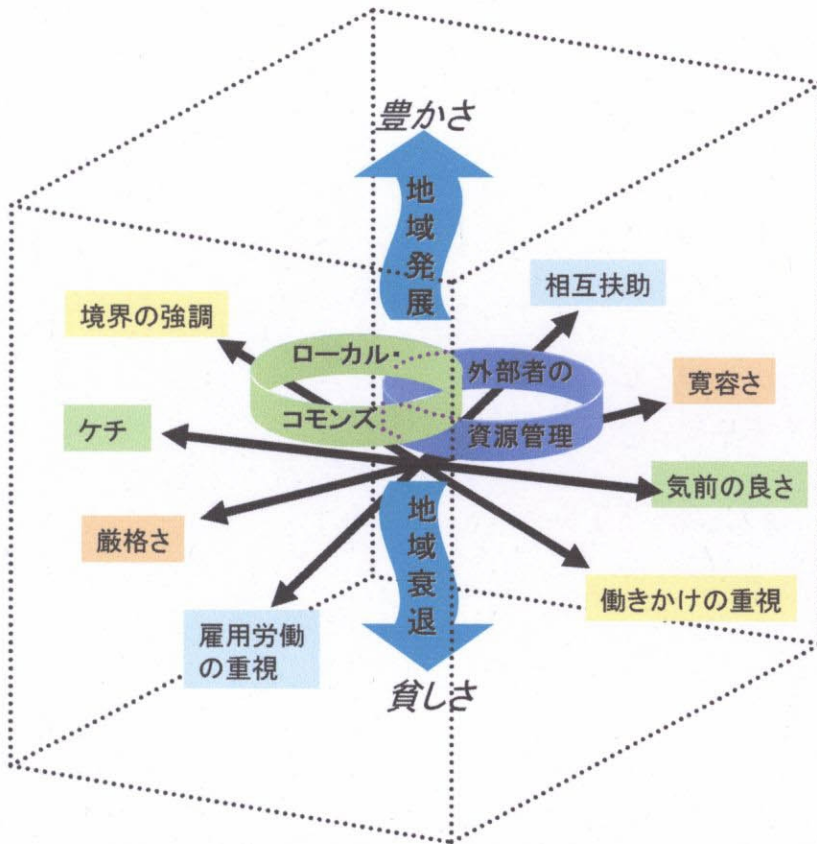 豊かさ
地域発展
相互扶助
境界の強調
ローカル・
外部者の
寛容さ
ケチ
コモンズ
資源管理
気前の良さ
厳格さ
地域衰退
働きかけの重視
雇用労働
の重視
貧しさ